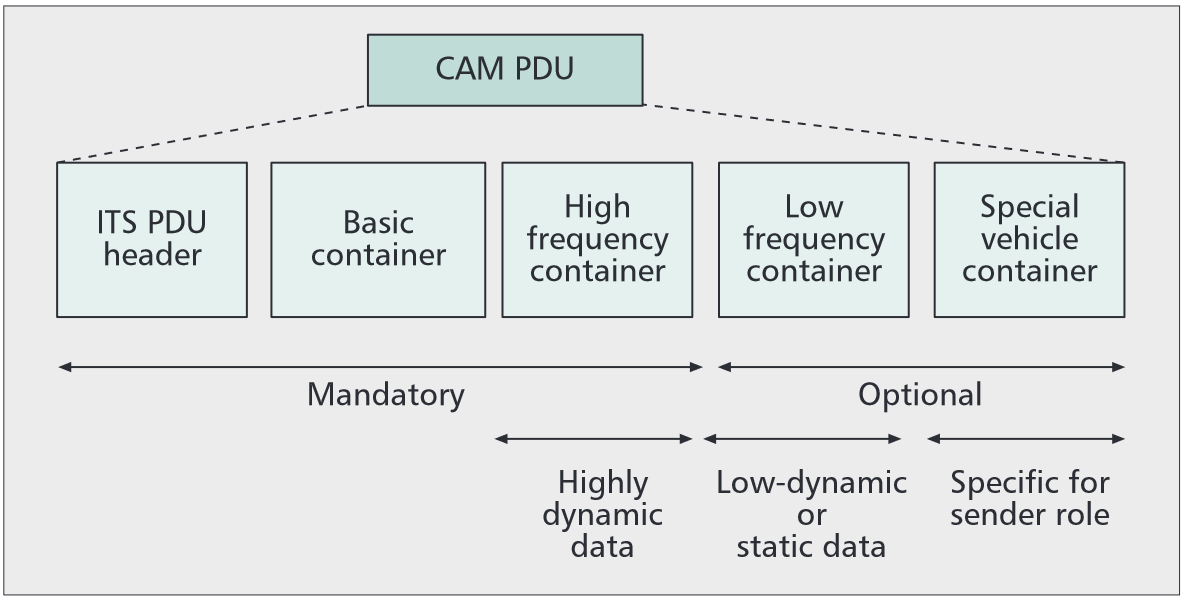 CAM PDU
ITS PDU
header
Basic
container
High
frequency
container
Low
frequency
container
Special
vehicle
container
Mandatory
Optional
Highly
dynamic
data
Low-dynamic
or
static data
Specific for
sender role